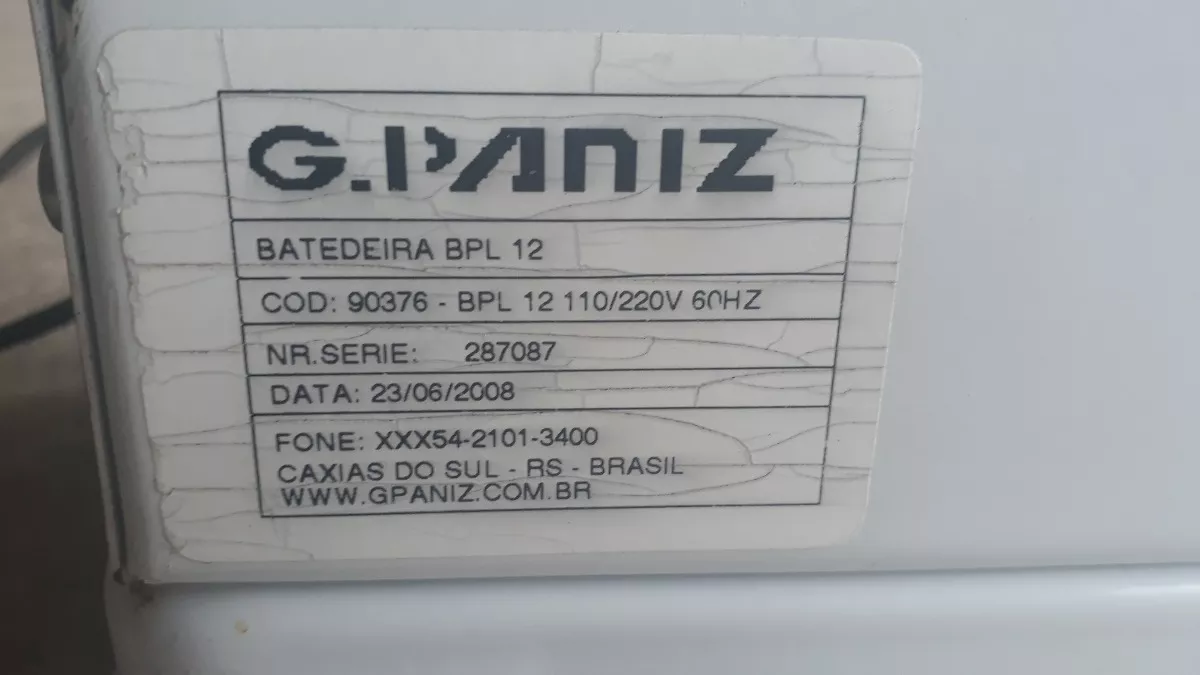 G.PANIZ
BATEDEIRA BPL 12
COD: 90376 - BPL 12 110/220V 60HZ
NR.SERIE: 287087
DATA: 23/06/2008
FONE: XXX54-2101-3400
CAXIAS DO SUL - RS - BRASIL
WWW.GPANIZ.COM.BR